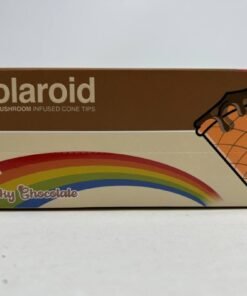 olaroid
USHROOM INFUSED CONE TIPS
ky Chocolate